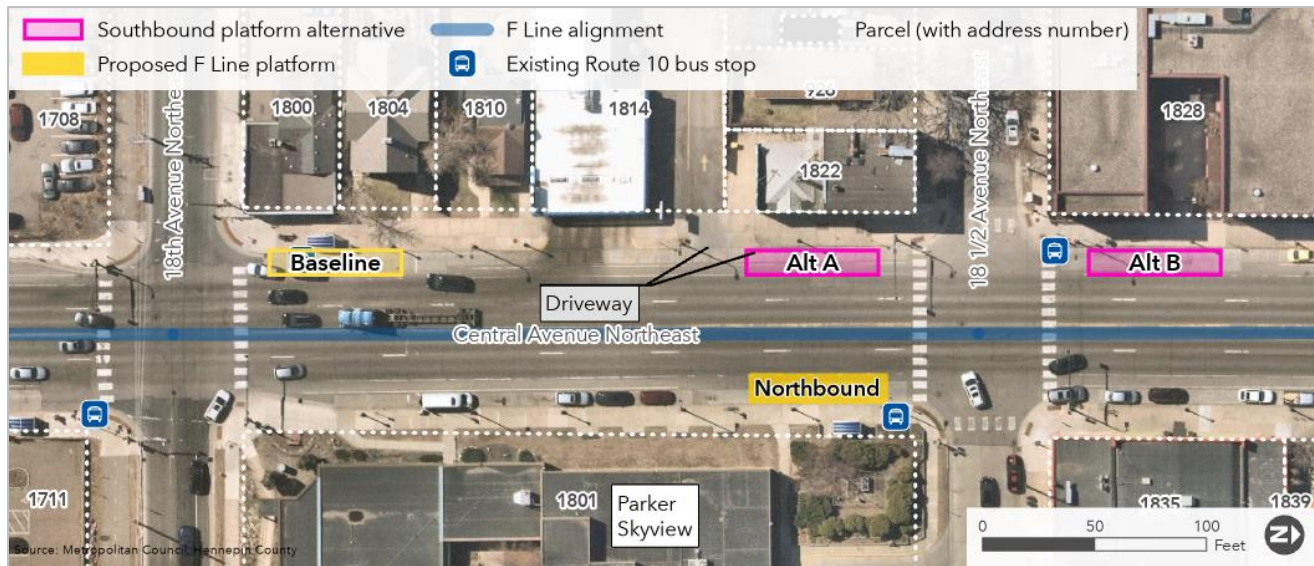 Southbound platform alternative
F Line alignment
Parcel (with address number)
Proposed F Line platform
Existing Route 10 bus stop
1708
18th Avenue Northeast
1800
1804
1810
1814
926
1822
18 1/2 Avenue Northeast
1828
Baseline
Alt A
Alt B
Driveway
Central Avenue Northeast
Northbound
1711
1801
Parker
Skyview
1835
1839
0 50 100
Feet
N
Source: Metropolitan Council, Hennepin County